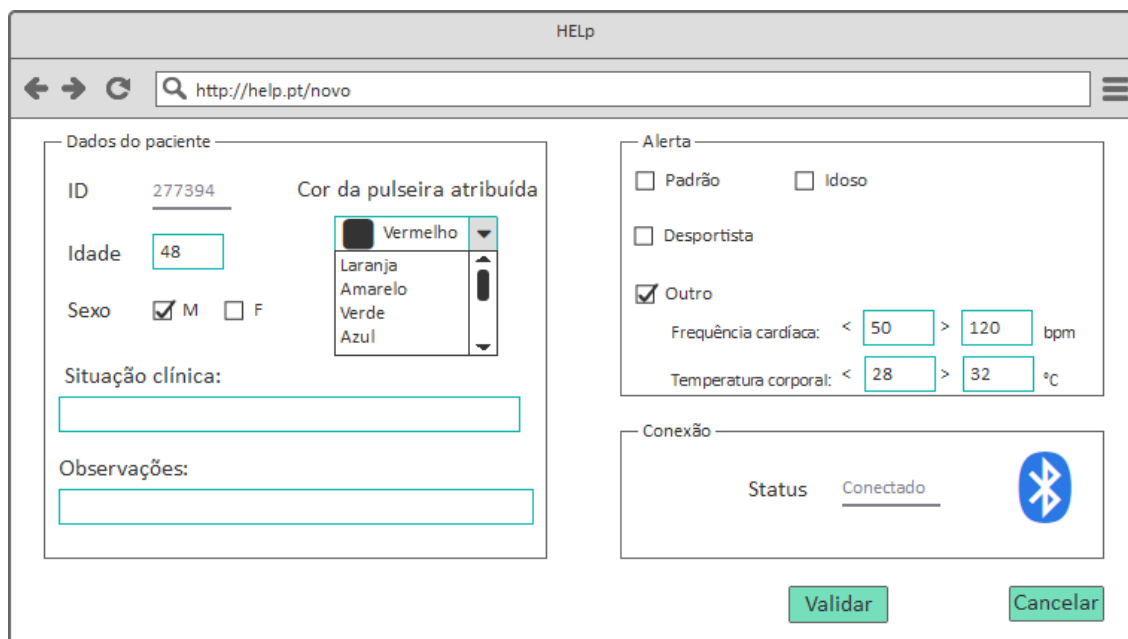 HELp
http://help.pt/novo
Dados do paciente
ID 277394
Cor da pulseira atribuída
Vermelho
Laranja
Amarelo
Verde
Azul
Idade 48
Sexo M F
Situação clínica:
Observações:
Alerta
Padrão Idoso
Desportista
Outro
Frequência cardíaca: < 50 > 120 bpm
Temperatura corporal: < 28 > 32 °C
Conexão
Status Conectado
Validar Cancelar